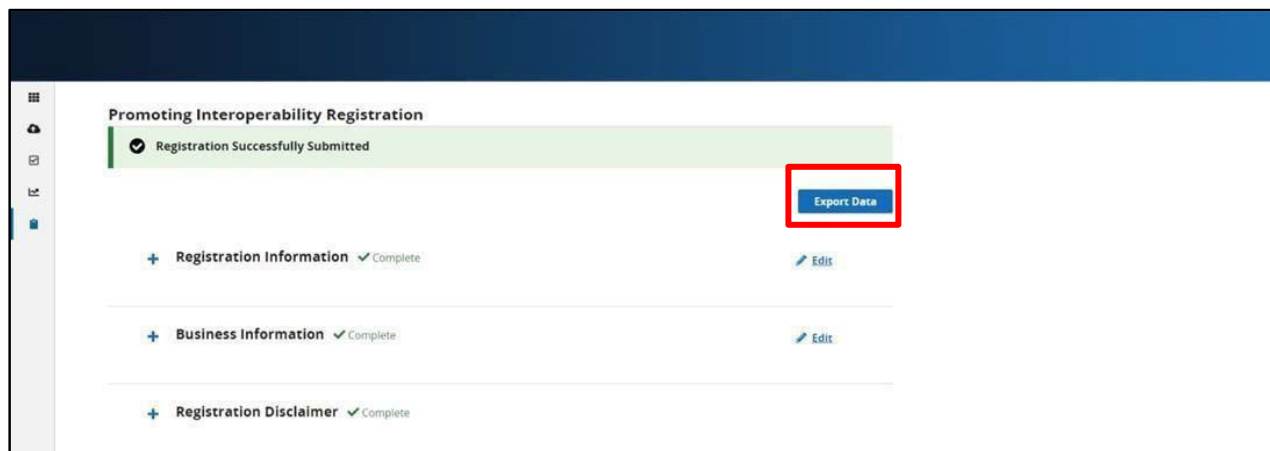 Promoting Interoperability Registration
Registration Successfully Submitted
Export Data
Registration Information Complete
Edit
Business Information Complete
Edit
Registration Disclaimer Complete